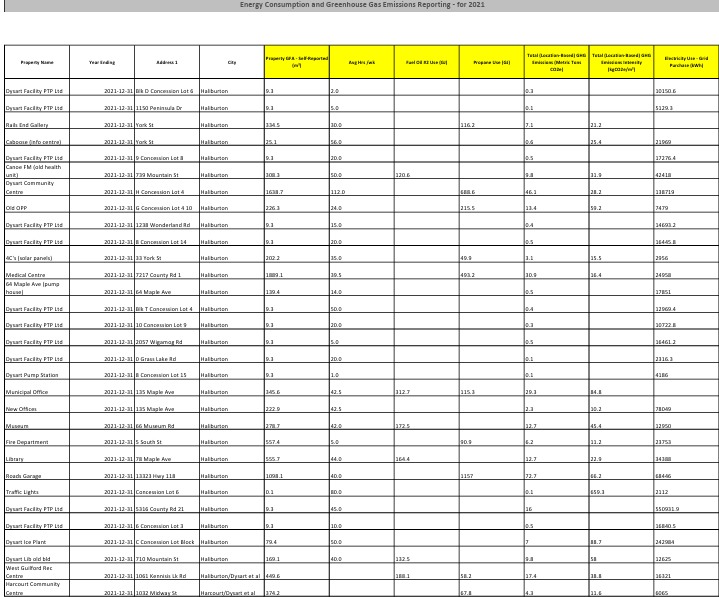 Energy Consumption and Greenhouse Gas Emissions Reporting - for 2021
Property Name Year Ending Address 1 City Property GFA - Self-Reported (m²) Avg Hrs /wk Fuel Oil #2 Use (GJ) Propane Use (GJ) Total (Location-Based) GHG Emissions (Metric Tons CO2e) Total (Location-Based) GHG Emissions Intensity (kgCO2e/m²) Electricity Use - Grid Purchase (kWh)
Dysart Facility PTP Ltd 2021-12-31 Blk D Concession Lot 6 Haliburton 9.3 2.0 0.3 10150.6
Dysart Facility PTP Ltd 2021-12-31 1150 Peninsula Dr Haliburton 9.3 5.0 0.1 5129.3
Rails End Gallery 2021-12-31 York St Haliburton 334.5 30.0 116.2 7.1 21.2
Caboose (info centre) 2021-12-31 York St Haliburton 25.1 56.0 0.6 25.4 21969
Dysart Facility PTP Ltd 2021-12-31 9 Concession Lot 8 Haliburton 9.3 20.0 0.5 17276.4
Canoe FM (old health unit) 2021-12-31 739 Mountain St Haliburton 308.3 50.0 120.6 9.8 31.9 42418
Dysart Community Centre 2021-12-31 H Concession Lot 4 Haliburton 1638.7 112.0 688.6 46.1 28.2 138719
Old OPP 2021-12-31 G Concession Lot 4 10 Haliburton 226.3 24.0 215.5 13.4 59.2 7479
Dysart Facility PTP Ltd 2021-12-31 1238 Wonderland Rd Haliburton 9.3 15.0 0.4 14693.2
Dysart Facility PTP Ltd 2021-12-31 8 Concession Lot 14 Haliburton 9.3 20.0 0.5 16445.8
4C's (solar panels) 2021-12-31 33 York St Haliburton 202.2 35.0 49.9 3.1 15.5 2956
Medical Centre 2021-12-31 7217 County Rd 1 Haliburton 1889.1 39.5 493.2 30.9 16.4 24958
64 Maple Ave (pump house) 2021-12-31 64 Maple Ave Haliburton 139.4 14.0 0.5 17851
Dysart Facility PTP Ltd 2021-12-31 Blk T Concession Lot 4 Haliburton 9.3 50.0 0.4 12969.4
Dysart Facility PTP Ltd 2021-12-31 10 Concession Lot 9 Haliburton 9.3 20.0 0.3 10722.8
Dysart Facility PTP Ltd 2021-12-31 2057 Wigamog Rd Haliburton 9.3 5.0 0.5 16461.2
Dysart Facility PTP Ltd 2021-12-31 0 Grass Lake Rd Haliburton 9.3 20.0 0.1 2316.3
Dysart Pump Station 2021-12-31 8 Concession Lot 15 Haliburton 9.3 1.0 0.1 4186
Municipal Office 2021-12-31 135 Maple Ave Haliburton 345.6 42.5 312.7 115.3 29.3 84.8
New Offices 2021-12-31 135 Maple Ave Haliburton 222.9 42.5 2.3 10.2 78049
Museum 2021-12-31 66 Museum Rd Haliburton 278.7 42.0 172.5 12.7 45.4 12950
Fire Department 2021-12-31 5 South St Haliburton 557.4 5.0 90.9 6.2 11.2 23753
Library 2021-12-31 78 Maple Ave Haliburton 555.7 44.0 164.4 12.7 22.9 34388
Roads Garage 2021-12-31 13323 Hwy 118 Haliburton 1098.1 40.0 1157 72.7 66.2 68446
Traffic Lights 2021-12-31 Concession Lot 6 Haliburton 0.1 80.0 0.1 659.3 2112
Dysart Facility PTP Ltd 2021-12-31 5316 County Rd 21 Haliburton 9.3 45.0 16 550931.9
Dysart Facility PTP Ltd 2021-12-31 6 Concession Lot 3 Haliburton 9.3 10.0 0.5 16840.5
Dysart Ice Plant 2021-12-31 C Concession Lot Block Haliburton 79.4 50.0 7 88.7 242984
Dysart Lib old bld 2021-12-31 710 Mountain St Haliburton 169.1 40.0 132.5 9.8 58 12625
West Guilford Rec Centre 2021-12-31 1061 Kennisis Lk Rd Haliburton/Dysart et al 449.6 188.1 58.2 17.4 38.8 16321
Harcourt Community Centre 2021-12-31 1032 Midway St Harcourt/Dysart et al 374.2 67.8 4.3 11.6 6065